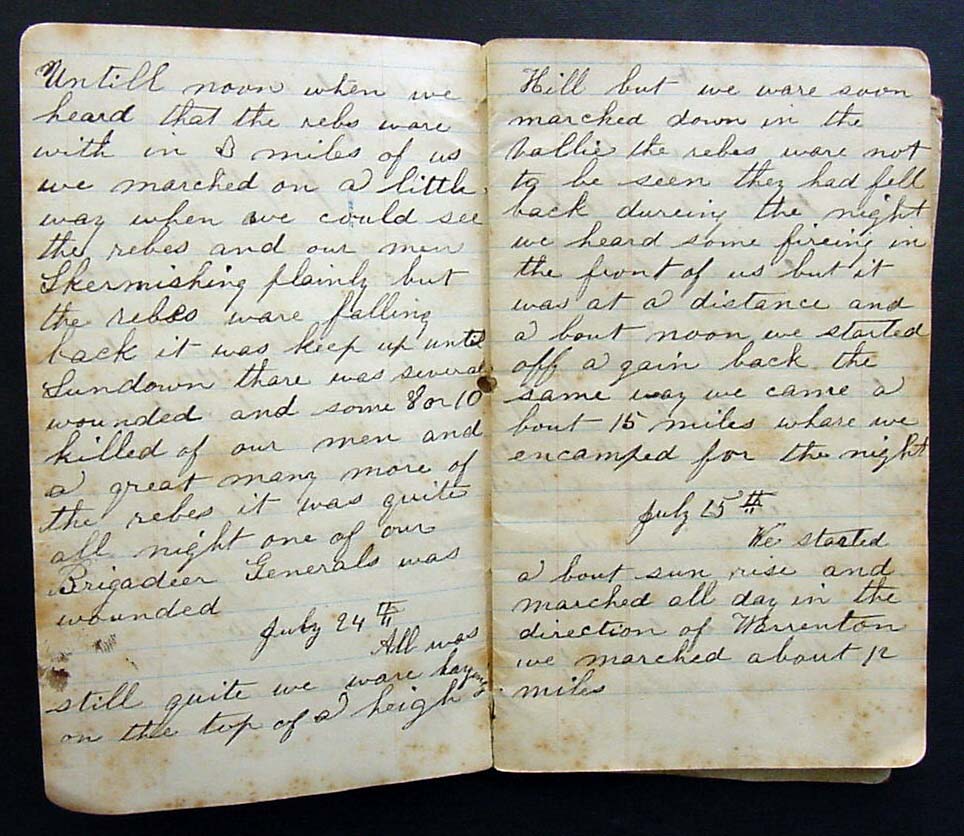 Untill noon when we
heard that the rebs ware
with in 3 miles of us
we marched on a little
way when we could see
the rebes and our men
Skermishing plainly but
the rebes ware falling
back it was keep up until
Sundown thare was several
wounded and some 8 or 10
killed of our men and
a great many more of
the rebes it was quite
all night one of our
Brigadeer Generals was
wounded
July 24th
All was
still quite we ware laying
on the top of a heigh
Hill but we ware soon
marched down in the
vallie the rebes ware not
to be seen they had fell
back dureing the night
we heard some fireing in
the front of us but it
was at a distance and
a bout noon we started
off a gain back the
same way we came a
bout 15 miles whare we
encamped for the night
July 25th
We started
a bout sun rise and
marched all day in the
direction of Warrenton
we marched about 12
miles